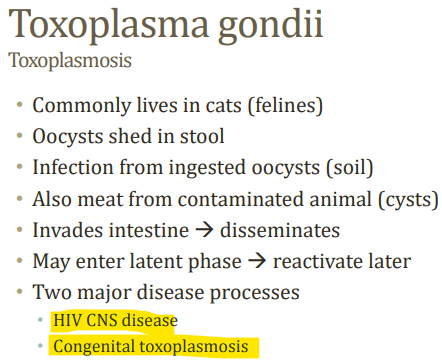 Toxoplasma gondii
Toxoplasmosis
• Commonly lives in cats (felines)
• Oocysts shed in stool
• Infection from ingested oocysts (soil)
• Also meat from contaminated animal (cysts)
• Invades intestine → disseminates
• May enter latent phase → reactivate later
• Two major disease processes
• HIV CNS disease
• Congenital toxoplasmosis